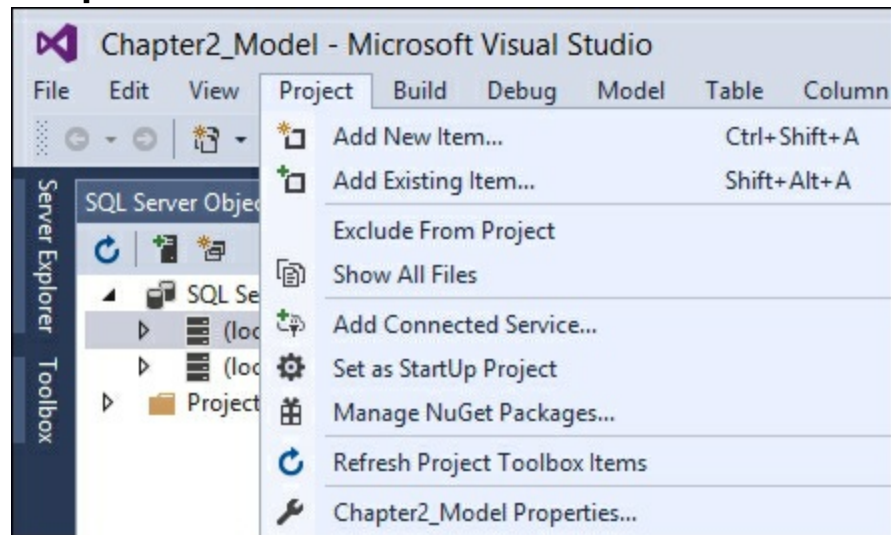 Chapter2_Model - Microsoft Visual Studio
File Edit View Project Build Debug Model Table Column
Add New Item... Ctrl+Shift+A
Add Existing Item... Shift+Alt+A
Exclude From Project
Show All Files
Add Connected Service...
Set as StartUp Project
Manage NuGet Packages...
Refresh Project Toolbox Items
Chapter2_Model Properties...
Server Explorer
Toolbox
SQL Server Objec
SQL Se
(loc
(loc
Project